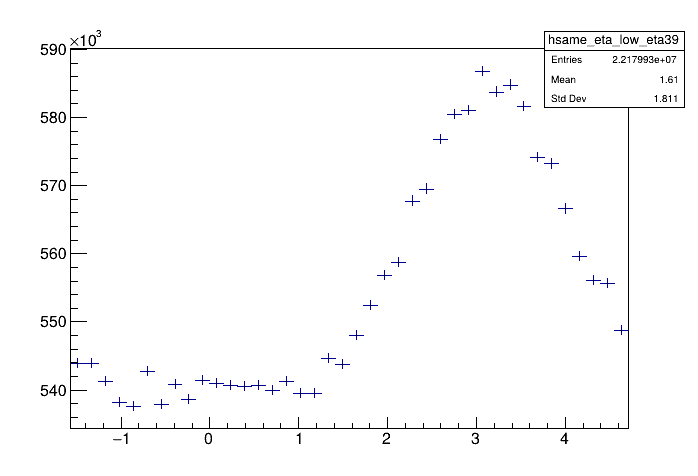 ×10³
hsame_eta_low_eta39
Entries 2.217993e+07
Mean 1.61
Std Dev 1.811
590
580
570
560
550
540
−1 0 1 2 3 4